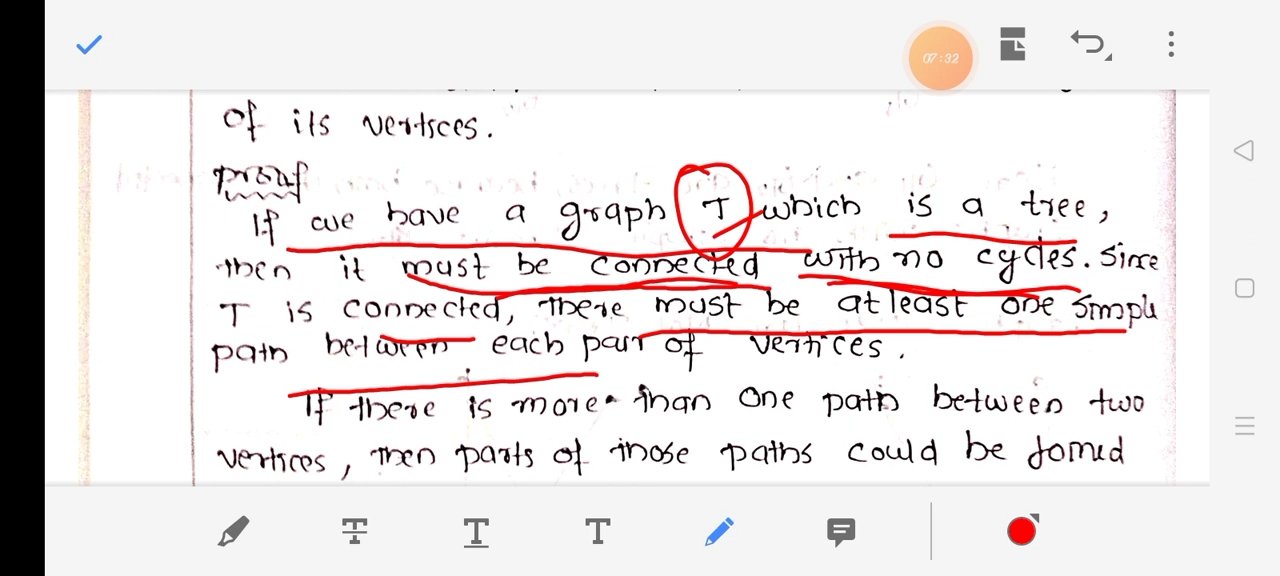 07:32
of its vertices.
proof
If we have a graph T which is a tree,
then it must be connected with no cycles. Since
T is connected, there must be atleast one simple
path between each pair of vertices.
If there is more than one path between two
vertices, then parts of those paths could be joined
T
T
T